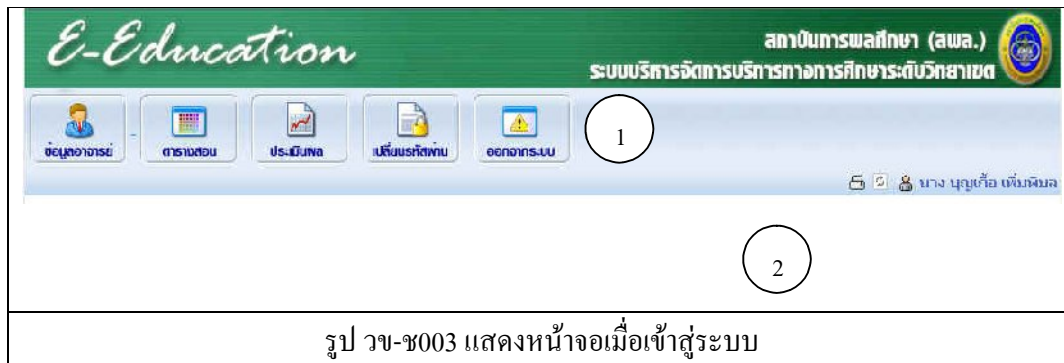 E-Education
สถาบันการพลศึกษา (สพล.)
ระบบบริหารจัดการบริการทางการศึกษาระดับวิทยาเขต
ข้อมูลอาจารย์
ตารางสอน
ประเมินผล
เปลี่ยนรหัสผ่าน
ออกจากระบบ
1
นาง บุญเกื้อ เพิ่มพิมล
2
รูป วข-ช003 แสดงหน้าจอเมื่อเข้าสู่ระบบ